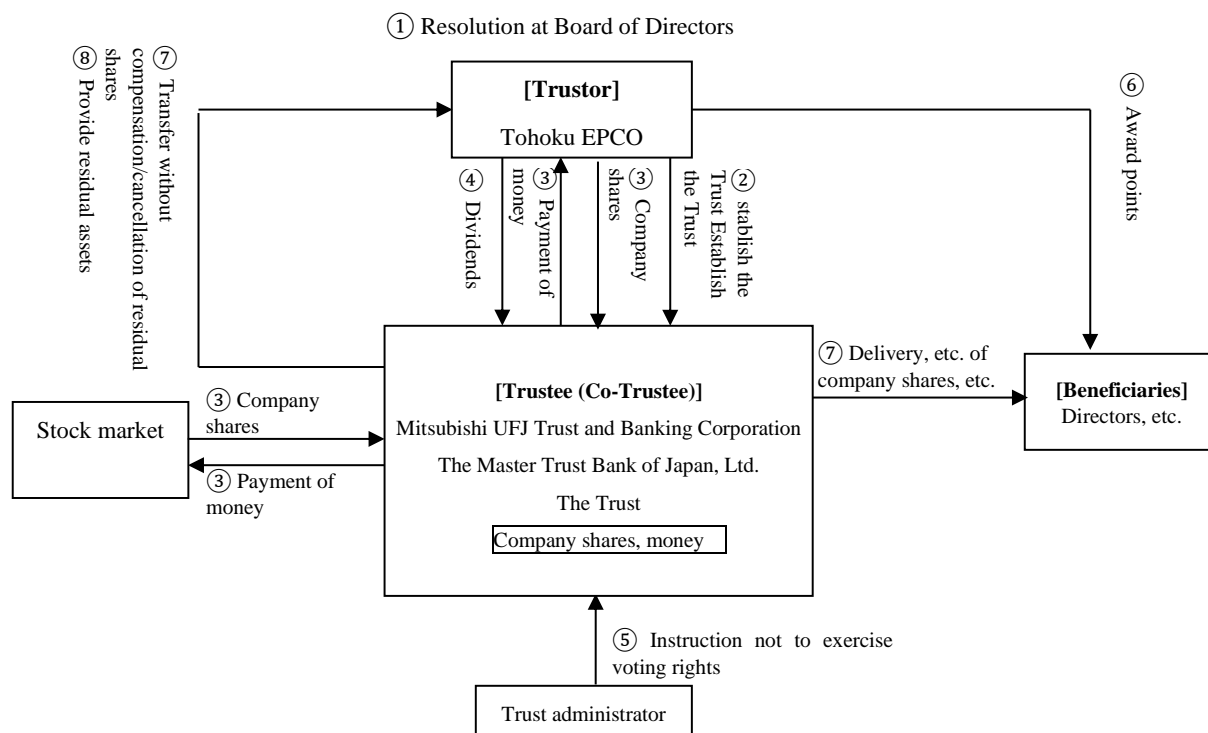 ① Resolution at Board of Directors
[Trustor]
Tohoku EPCO
⑦ Transfer without
compensation/cancellation of residual
shares
⑧ Provide residual assets
⑥ Award points
④ Dividends
③ Payment of
money
③ Company
shares
② stablish the
Trust Establish
the Trust
[Trustee (Co-Trustee)]
Mitsubishi UFJ Trust and Banking Corporation
The Master Trust Bank of Japan, Ltd.
The Trust
Company shares, money
⑦ Delivery, etc. of
company shares, etc.
[Beneficiaries]
Directors, etc.
Stock market
③ Company
shares
③ Payment of
money
⑤ Instruction not to exercise
voting rights
Trust administrator